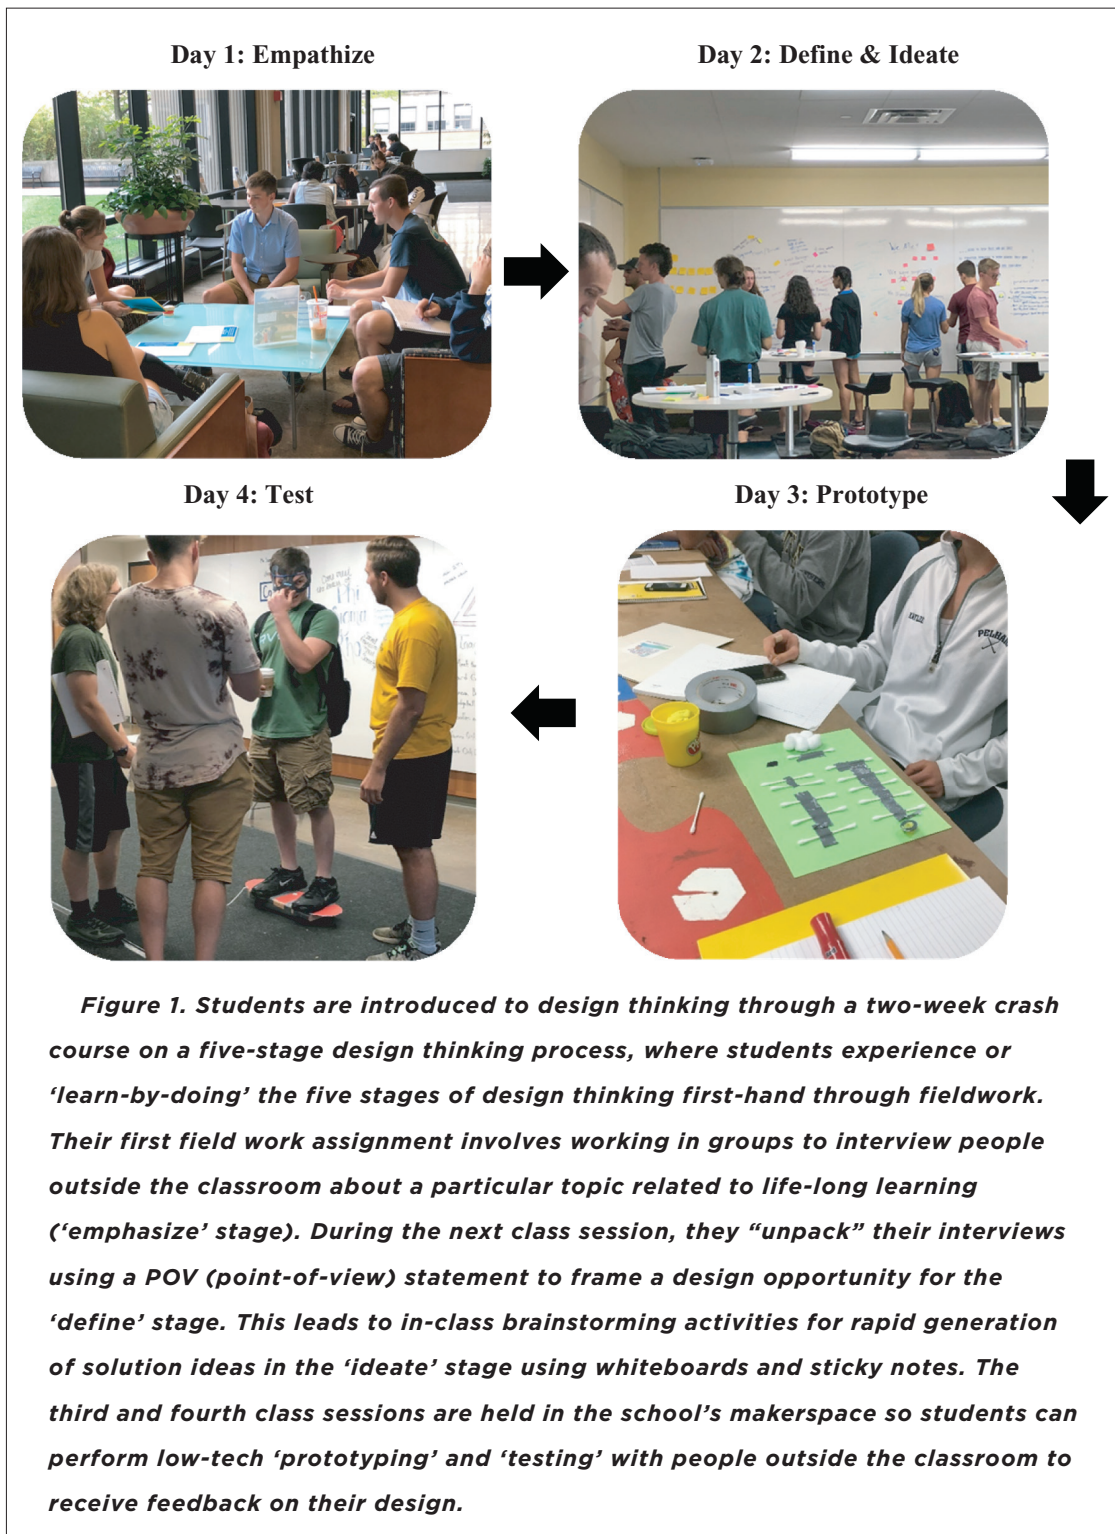 Day 1: Empathize
Day 2: Define & Ideate
Day 4: Test
Day 3: Prototype
PELHA
Figure 1. Students are introduced to design thinking through a two-week crash
course on a five-stage design thinking process, where students experience or
‘learn-by-doing’ the five stages of design thinking first-hand through fieldwork.
Their first field work assignment involves working in groups to interview people
outside the classroom about a particular topic related to life-long learning
(‘emphasize’ stage). During the next class session, they “unpack” their interviews
using a POV (point-of-view) statement to frame a design opportunity for the
‘define’ stage. This leads to in-class brainstorming activities for rapid generation
of solution ideas in the ‘ideate’ stage using whiteboards and sticky notes. The
third and fourth class sessions are held in the school’s makerspace so students can
perform low-tech ‘prototyping’ and ‘testing’ with people outside the classroom to
receive feedback on their design.